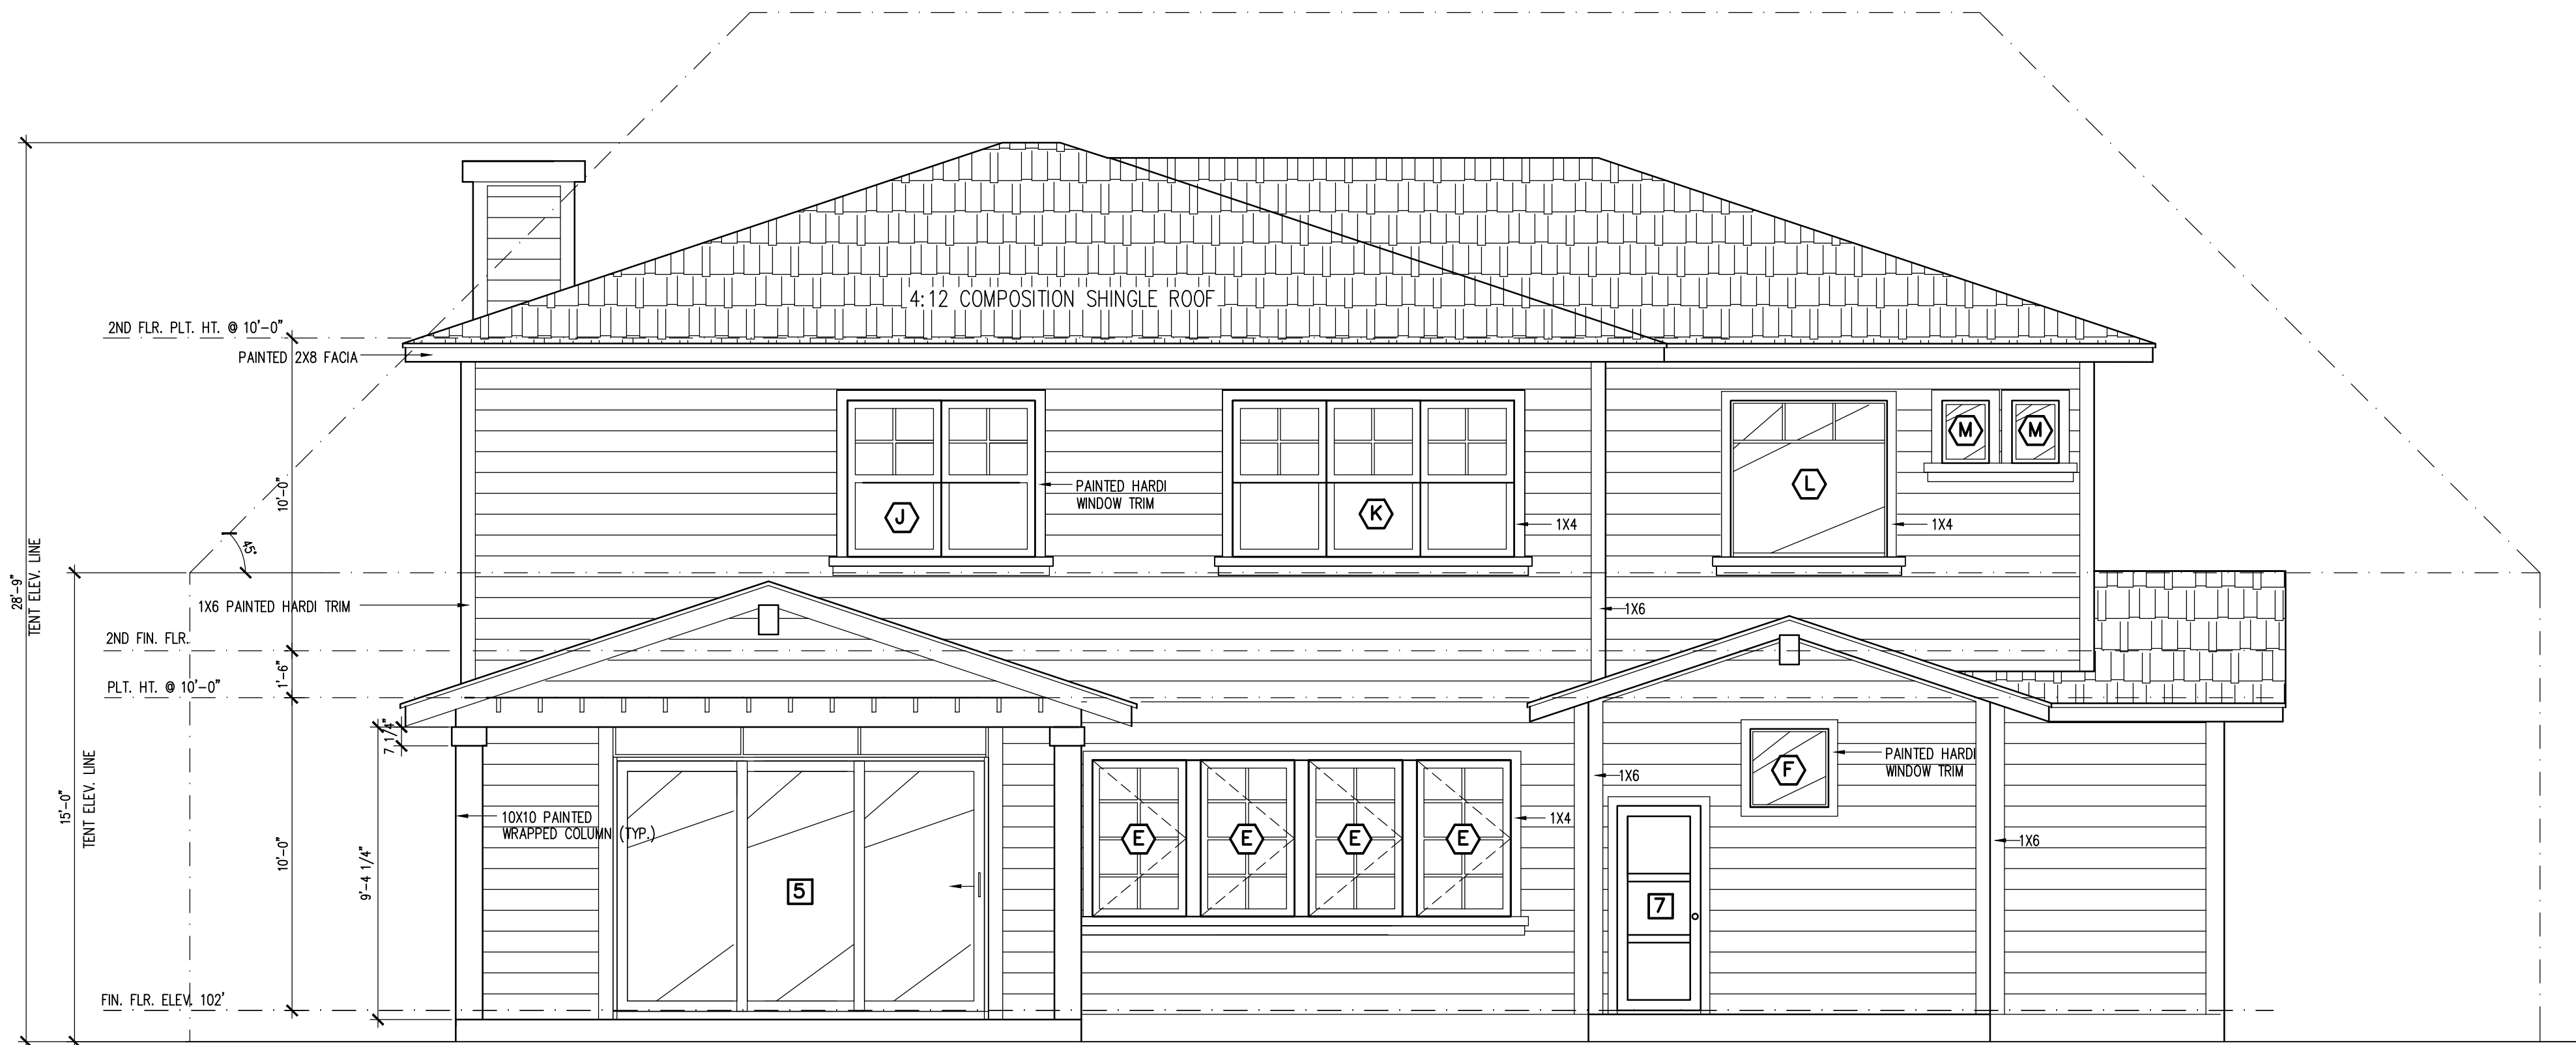 4:12 COMPOSITION SHINGLE ROOF
2ND FLR. PLT. HT. @ 10'-0"
PAINTED 2X8 FACIA
M
M
L
PAINTED HARDI
WINDOW TRIM
J
K
1X4
1X4
10'-0"
45°
28'-9"
TENT ELEV. LINE
1X6 PAINTED HARDI TRIM
1X6
2ND FIN. FLR.
1'-6"
PLT. HT. @ 10'-0"
7 1/4"
15'-0"
TENT ELEV. LINE
10'-0"
9'-4 1/4"
10X10 PAINTED
WRAPPED COLUMN (TYP.)
PAINTED HARDI
WINDOW TRIM
F
1X6
1X4
E
E
E
E
1X6
5
7
FIN. FLR. ELEV. 102'